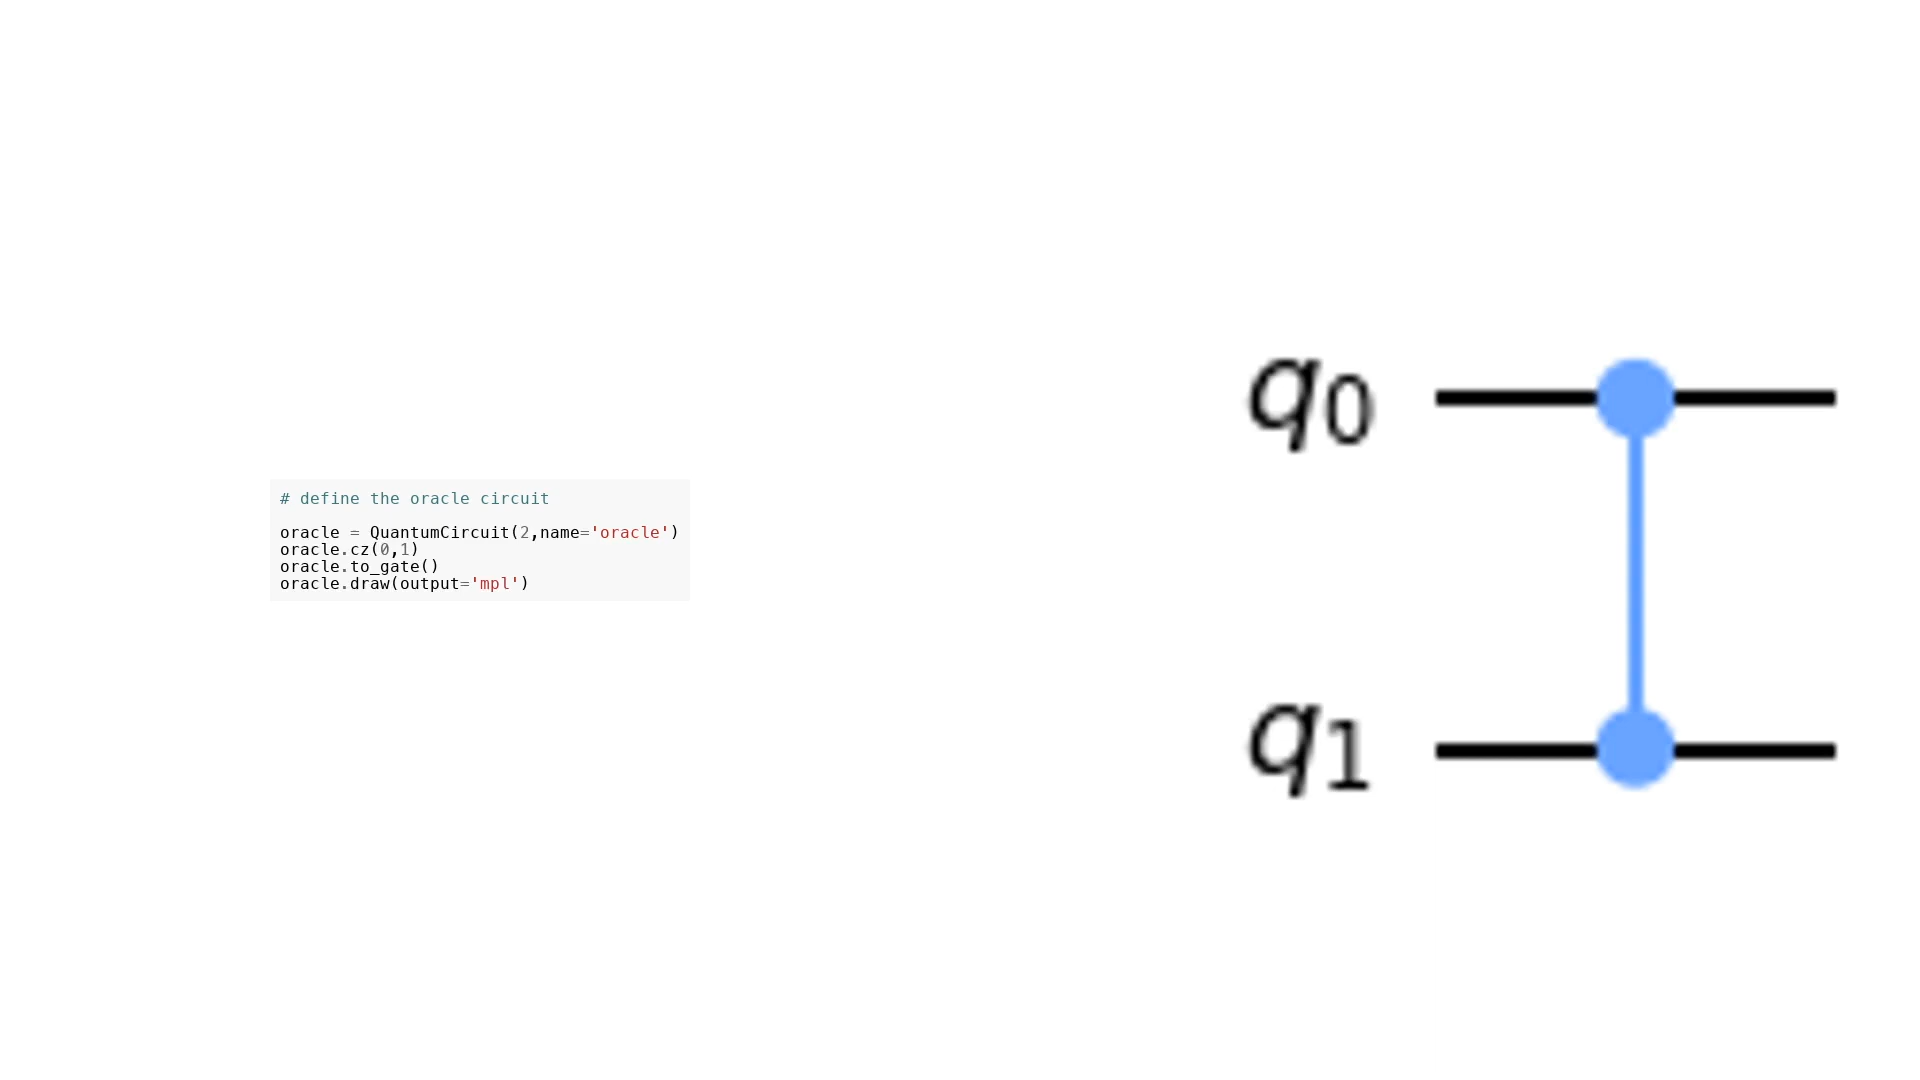 # define the oracle circuit
oracle = QuantumCircuit(2,name='oracle')
oracle.cz(0,1)
oracle.to_gate()
oracle.draw(output='mpl')
q0
q1